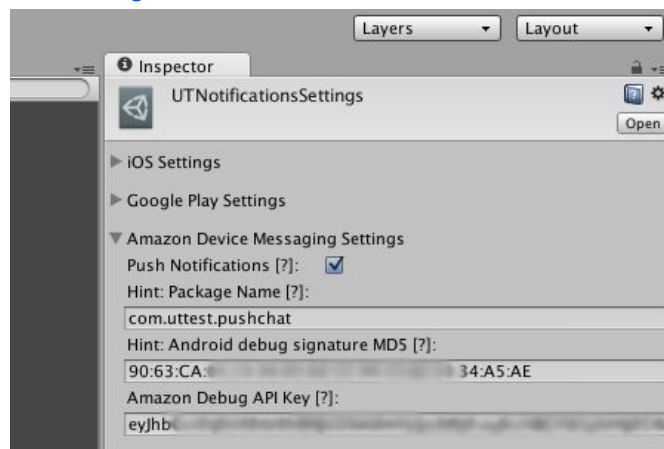 Layers Layout
Inspector
UTNotificationsSettings
Open
iOS Settings
Google Play Settings
Amazon Device Messaging Settings
Push Notifications [?]:
Hint: Package Name [?]:
com.uttest.pushchat
Hint: Android debug signature MD5 [?]:
90:63:CA: 34:A5:AE
Amazon Debug API Key [?]:
eyJhb